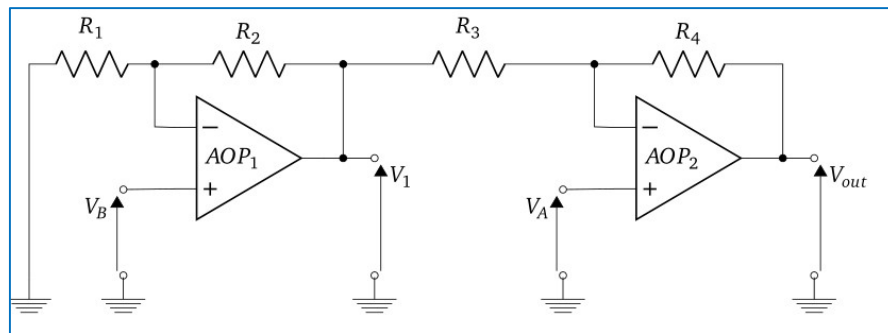 R1 R2 R3 R4
− −
AOP1 AOP2
+ +
VB V1 VA Vout